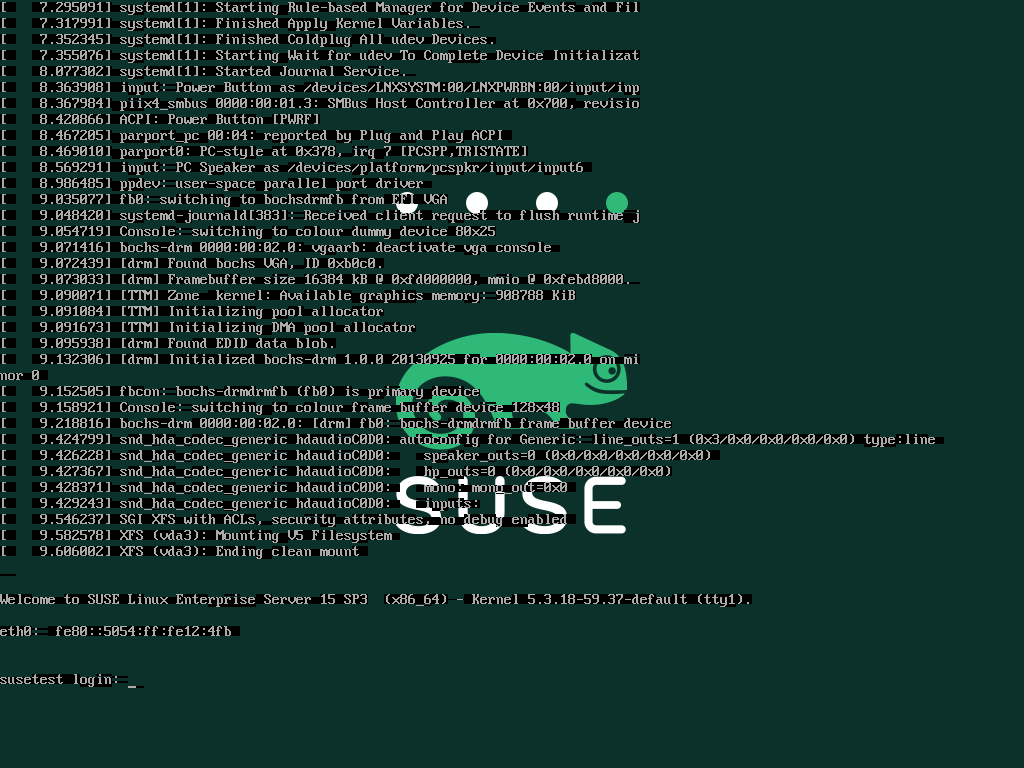 [    7.295091] systemd[1]: Starting Rule-based Manager for Device Events and Fil
[    7.317991] systemd[1]: Finished Apply Kernel Variables.
[    7.352345] systemd[1]: Finished Coldplug All udev Devices.
[    7.355076] systemd[1]: Starting Wait for udev To Complete Device Initializat
[    8.077302] systemd[1]: Started Journal Service.
[    8.363908] input: Power Button as /devices/LNXSYSTM:00/LNXPWRBN:00/input/inp
[    8.367984] piix4_smbus 0000:00:01.3: SMBus Host Controller at 0x700, revisio
[    8.420866] ACPI: Power Button [PWRF]
[    8.467205] parport_pc 00:04: reported by Plug and Play ACPI
[    8.469010] parport0: PC-style at 0x378, irq 7 [PCSPP,TRISTATE]
[    8.569291] input: PC Speaker as /devices/platform/pcspkr/input/input6
[    8.986485] ppdev: user-space parallel port driver
[    9.035077] fb0: switching to bochsdrmfb from EFI VGA
[    9.048420] systemd-journald[383]: Received client request to flush runtime j
[    9.054719] Console: switching to colour dummy device 80x25
[    9.071416] bochs-drm 0000:00:02.0: vgaarb: deactivate vga console
[    9.072439] [drm] Found bochs VGA, ID 0xb0c0.
[    9.073033] [drm] Framebuffer size 16384 kB @ 0xfd000000, mmio @ 0xfebd8000.
[    9.090071] [TTM] Zone  kernel: Available graphics memory: 908788 KiB
[    9.091084] [TTM] Initializing pool allocator
[    9.091673] [TTM] Initializing DMA pool allocator
[    9.095938] [drm] Found EDID data blob.
[    9.132306] [drm] Initialized bochs-drm 1.0.0 20130925 for 0000:00:02.0 on mi
nor 0
[    9.152505] fbcon: bochs-drmdrmfb (fb0) is primary device
[    9.158921] Console: switching to colour frame buffer device 128x48
[    9.218816] bochs-drm 0000:00:02.0: [drm] fb0: bochs-drmdrmfb frame buffer device
[    9.424799] snd_hda_codec_generic hdaudioC0D0: autoconfig for Generic: line_outs=1 (0x3/0x0/0x0/0x0/0x0) type:line
[    9.426228] snd_hda_codec_generic hdaudioC0D0:    speaker_outs=0 (0x0/0x0/0x0/0x0/0x0)
[    9.427367] snd_hda_codec_generic hdaudioC0D0:    hp_outs=0 (0x0/0x0/0x0/0x0/0x0)
[    9.428371] snd_hda_codec_generic hdaudioC0D0:    mono: mono_out=0x0
[    9.429243] snd_hda_codec_generic hdaudioC0D0:    inputs:
[    9.546237] SGI XFS with ACLs, security attributes, no debug enabled
[    9.582578] XFS (vda3): Mounting V5 Filesystem
[    9.606002] XFS (vda3): Ending clean mount
SUSE
Welcome to SUSE Linux Enterprise Server 15 SP3  (x86_64) - Kernel 5.3.18-59.37-default (tty1).
eth0:  fe80::5054:ff:fe12:4fb
susetest login: _